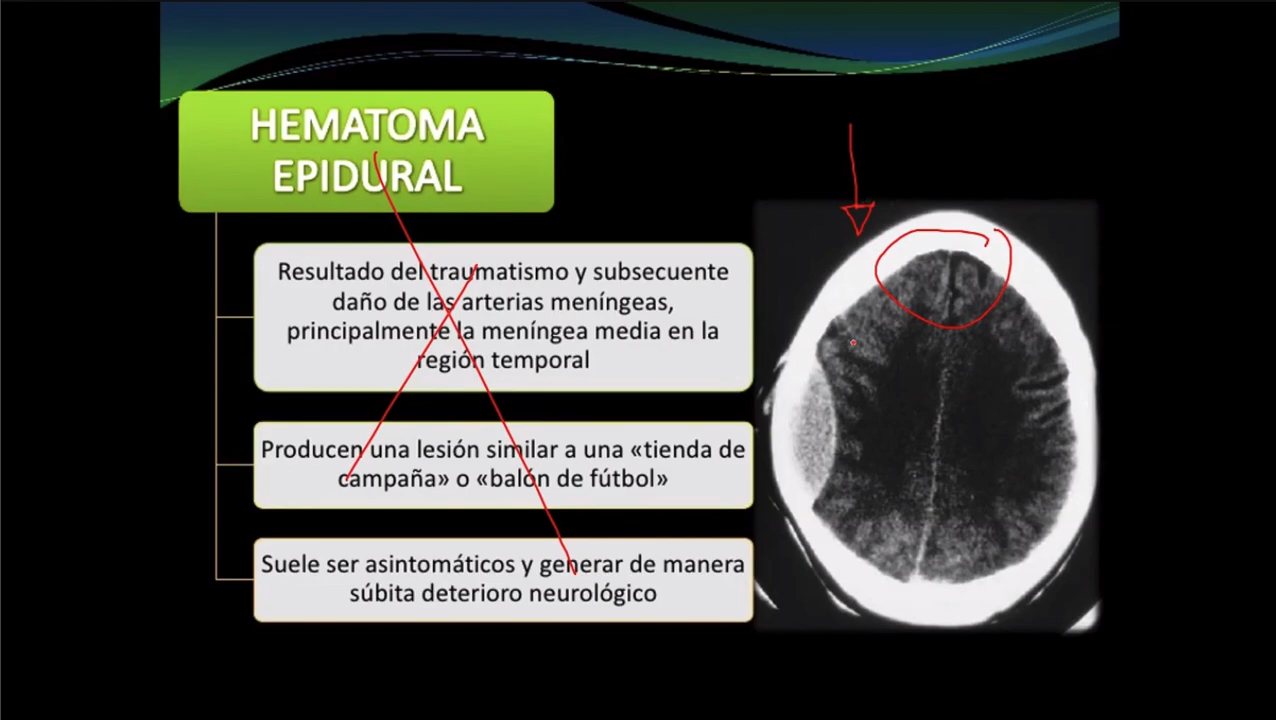 HEMATOMA
EPIDURAL
Resultado del traumatismo y subsecuente
daño de las arterias meníngeas,
principalmente la meníngea media en la
región temporal
Producen una lesión similar a una «tienda de
campaña» o «balón de fútbol»
Suele ser asintomáticos y generar de manera
súbita deterioro neurológico